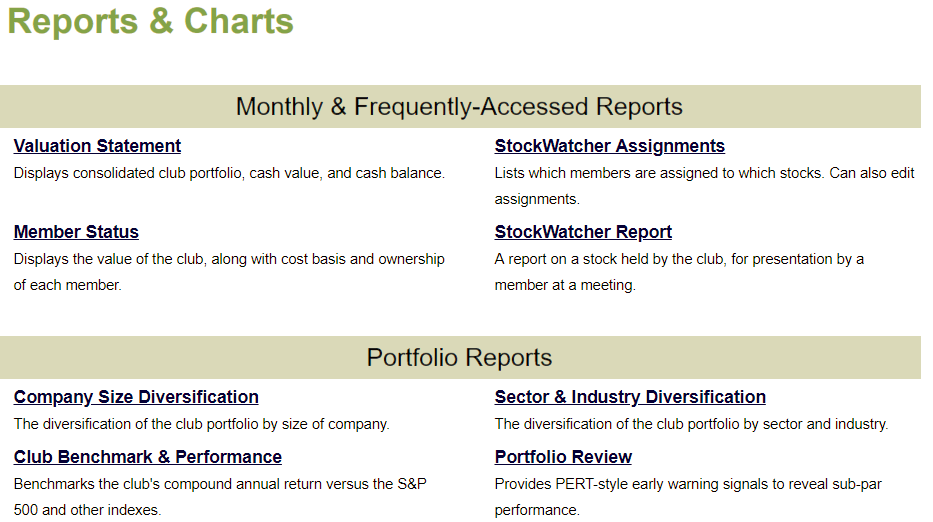 Reports & Charts
Monthly & Frequently-Accessed Reports
Valuation Statement
Displays consolidated club portfolio, cash value, and cash balance.
StockWatcher Assignments
Lists which members are assigned to which stocks. Can also edit
assignments.
Member Status
Displays the value of the club, along with cost basis and ownership
of each member.
StockWatcher Report
A report on a stock held by the club, for presentation by a
member at a meeting.
Portfolio Reports
Company Size Diversification
The diversification of the club portfolio by size of company.
Sector & Industry Diversification
The diversification of the club portfolio by sector and industry.
Club Benchmark & Performance
Benchmarks the club's compound annual return versus the S&P
500 and other indexes.
Portfolio Review
Provides PERT-style early warning signals to reveal sub-par
performance.